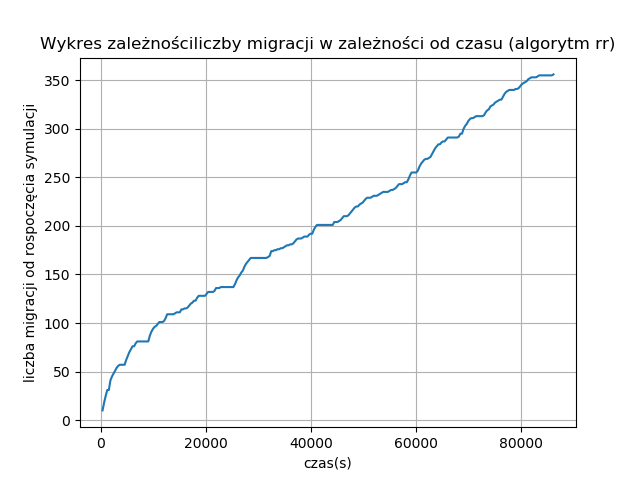 Wykres zależnościliczby migracji w zależności od czasu (algorytm rr)
350
300
250
200
150
100
50
0
liczba migracji od rospoczęcia symulacji
0 20000 40000 60000 80000
czas(s)